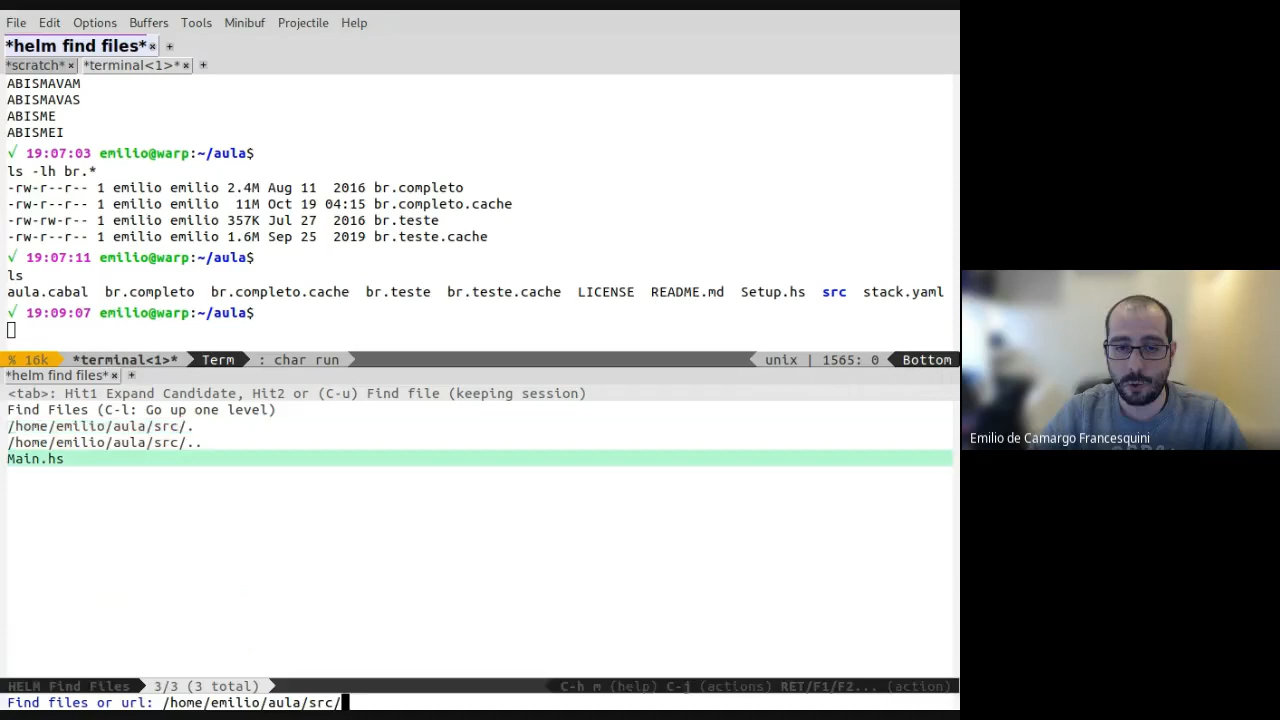 File Edit Options Buffers Tools Minibuf Projectile Help
*helm find files* × +
*scratch* × *terminal<1>* × +
ABISMAVAM
ABISMAVAS
ABISME
ABISMEI
√ 19:07:03 emilio@warp:~/aula$
ls -lh br.*
-rw-r--r-- 1 emilio emilio 2.4M Aug 11  2016 br.completo
-rw-r--r-- 1 emilio emilio  11M Oct 19 04:15 br.completo.cache
-rw-rw-r-- 1 emilio emilio 357K Jul 27  2016 br.teste
-rw-rw-r-- 1 emilio emilio 1.6M Sep 25  2019 br.teste.cache
√ 19:07:11 emilio@warp:~/aula$
ls
aula.cabal  br.completo  br.completo.cache  br.teste  br.teste.cache  LICENSE  README.md  Setup.hs  src  stack.yaml
√ 19:09:07 emilio@warp:~/aula$
% 16k *terminal<1>* Term : char run unix | 1565: 0 Bottom
*helm find files* × +
<tab>: Hit1 Expand Candidate, Hit2 or (C-u) Find file (keeping session)
Find Files (C-l: Go up one level)
/home/emilio/aula/src/.
/home/emilio/aula/src/..
Main.hs
Emilio de Camargo Francesquini
HELM Find Files 3/3 (3 total) C-h m (help) C-j (actions) RET/F1/F2... (action)
Find files or url: /home/emilio/aula/src/